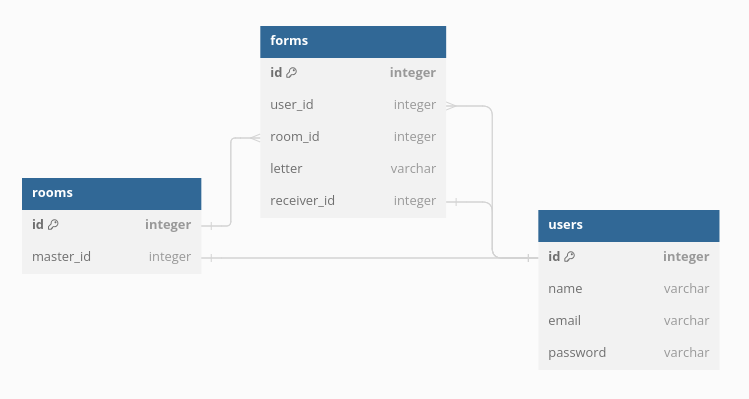 forms
id integer
user_id integer
room_id integer
letter varchar
receiver_id integer
rooms
id integer
master_id integer
users
id integer
name varchar
email varchar
password varchar